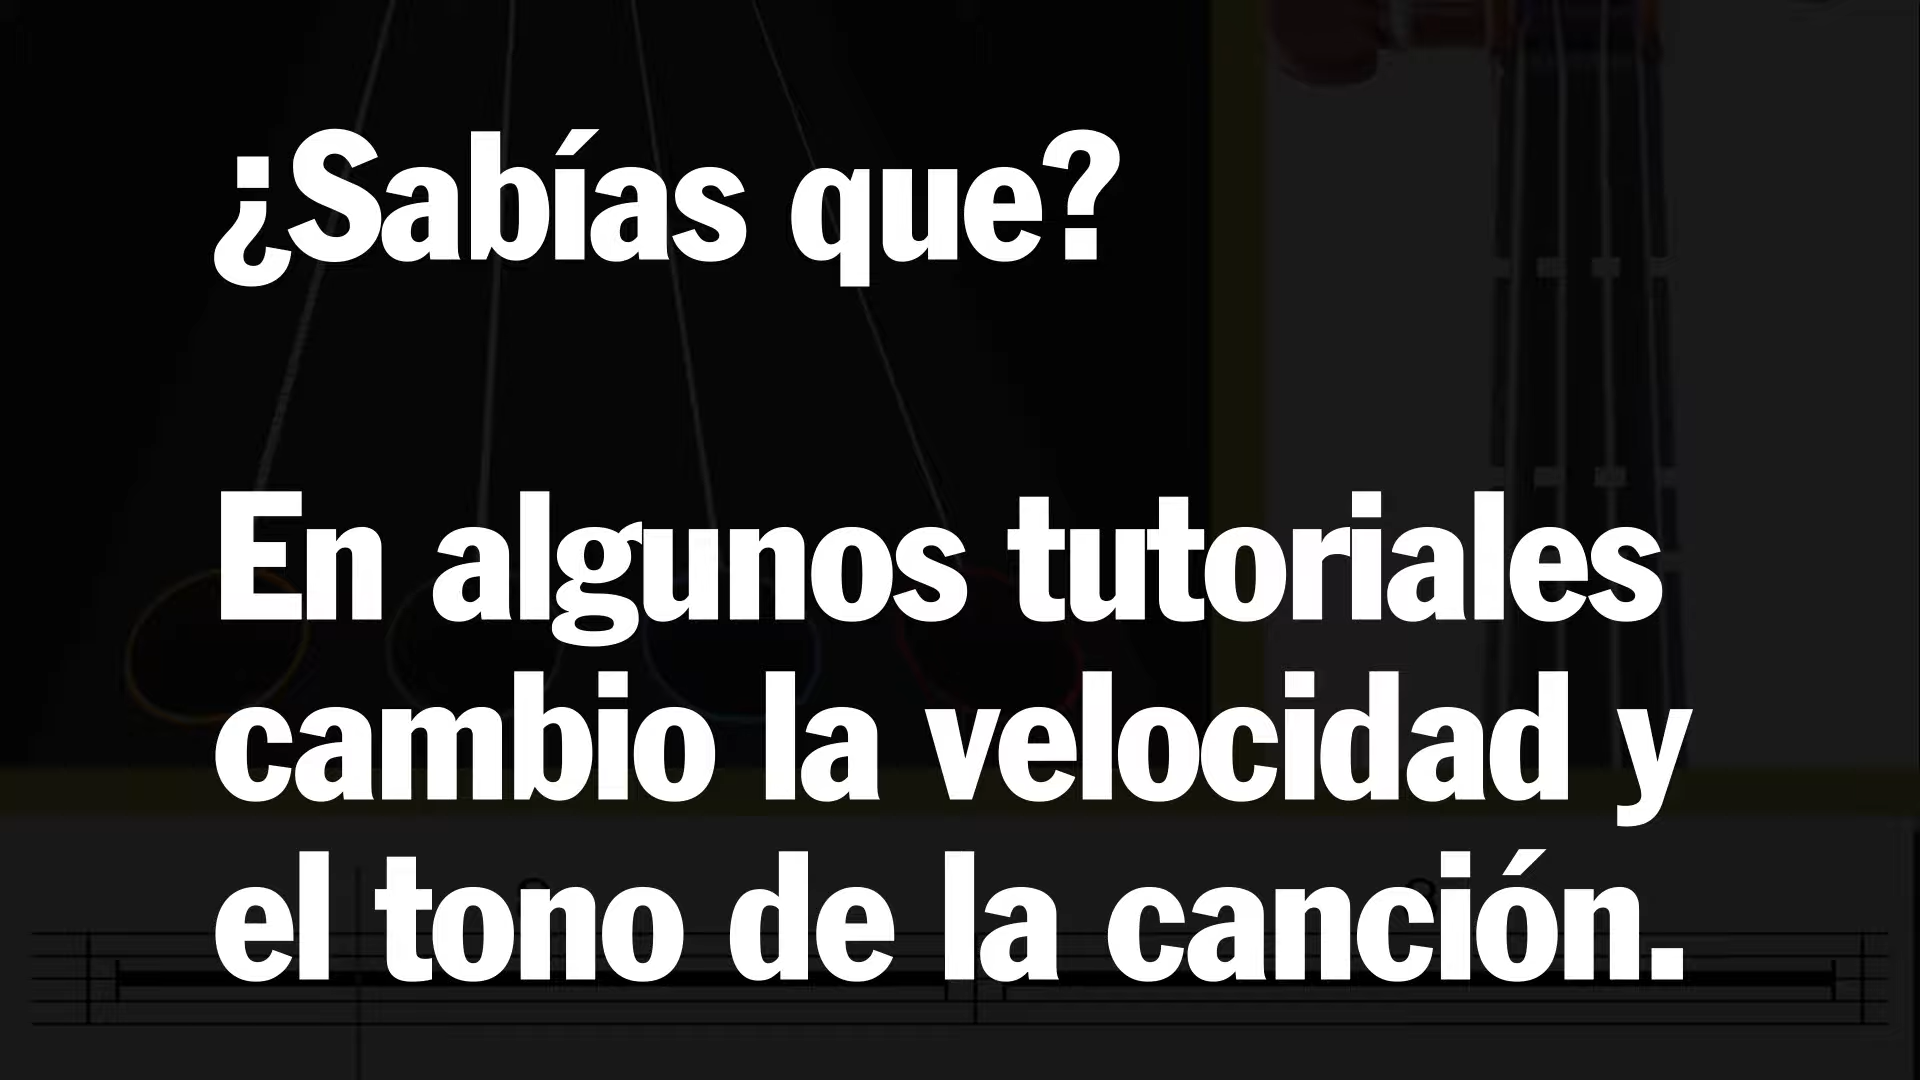 ¿Sabías que?
En algunos tutoriales
cambio la velocidad y
el tono de la canción.